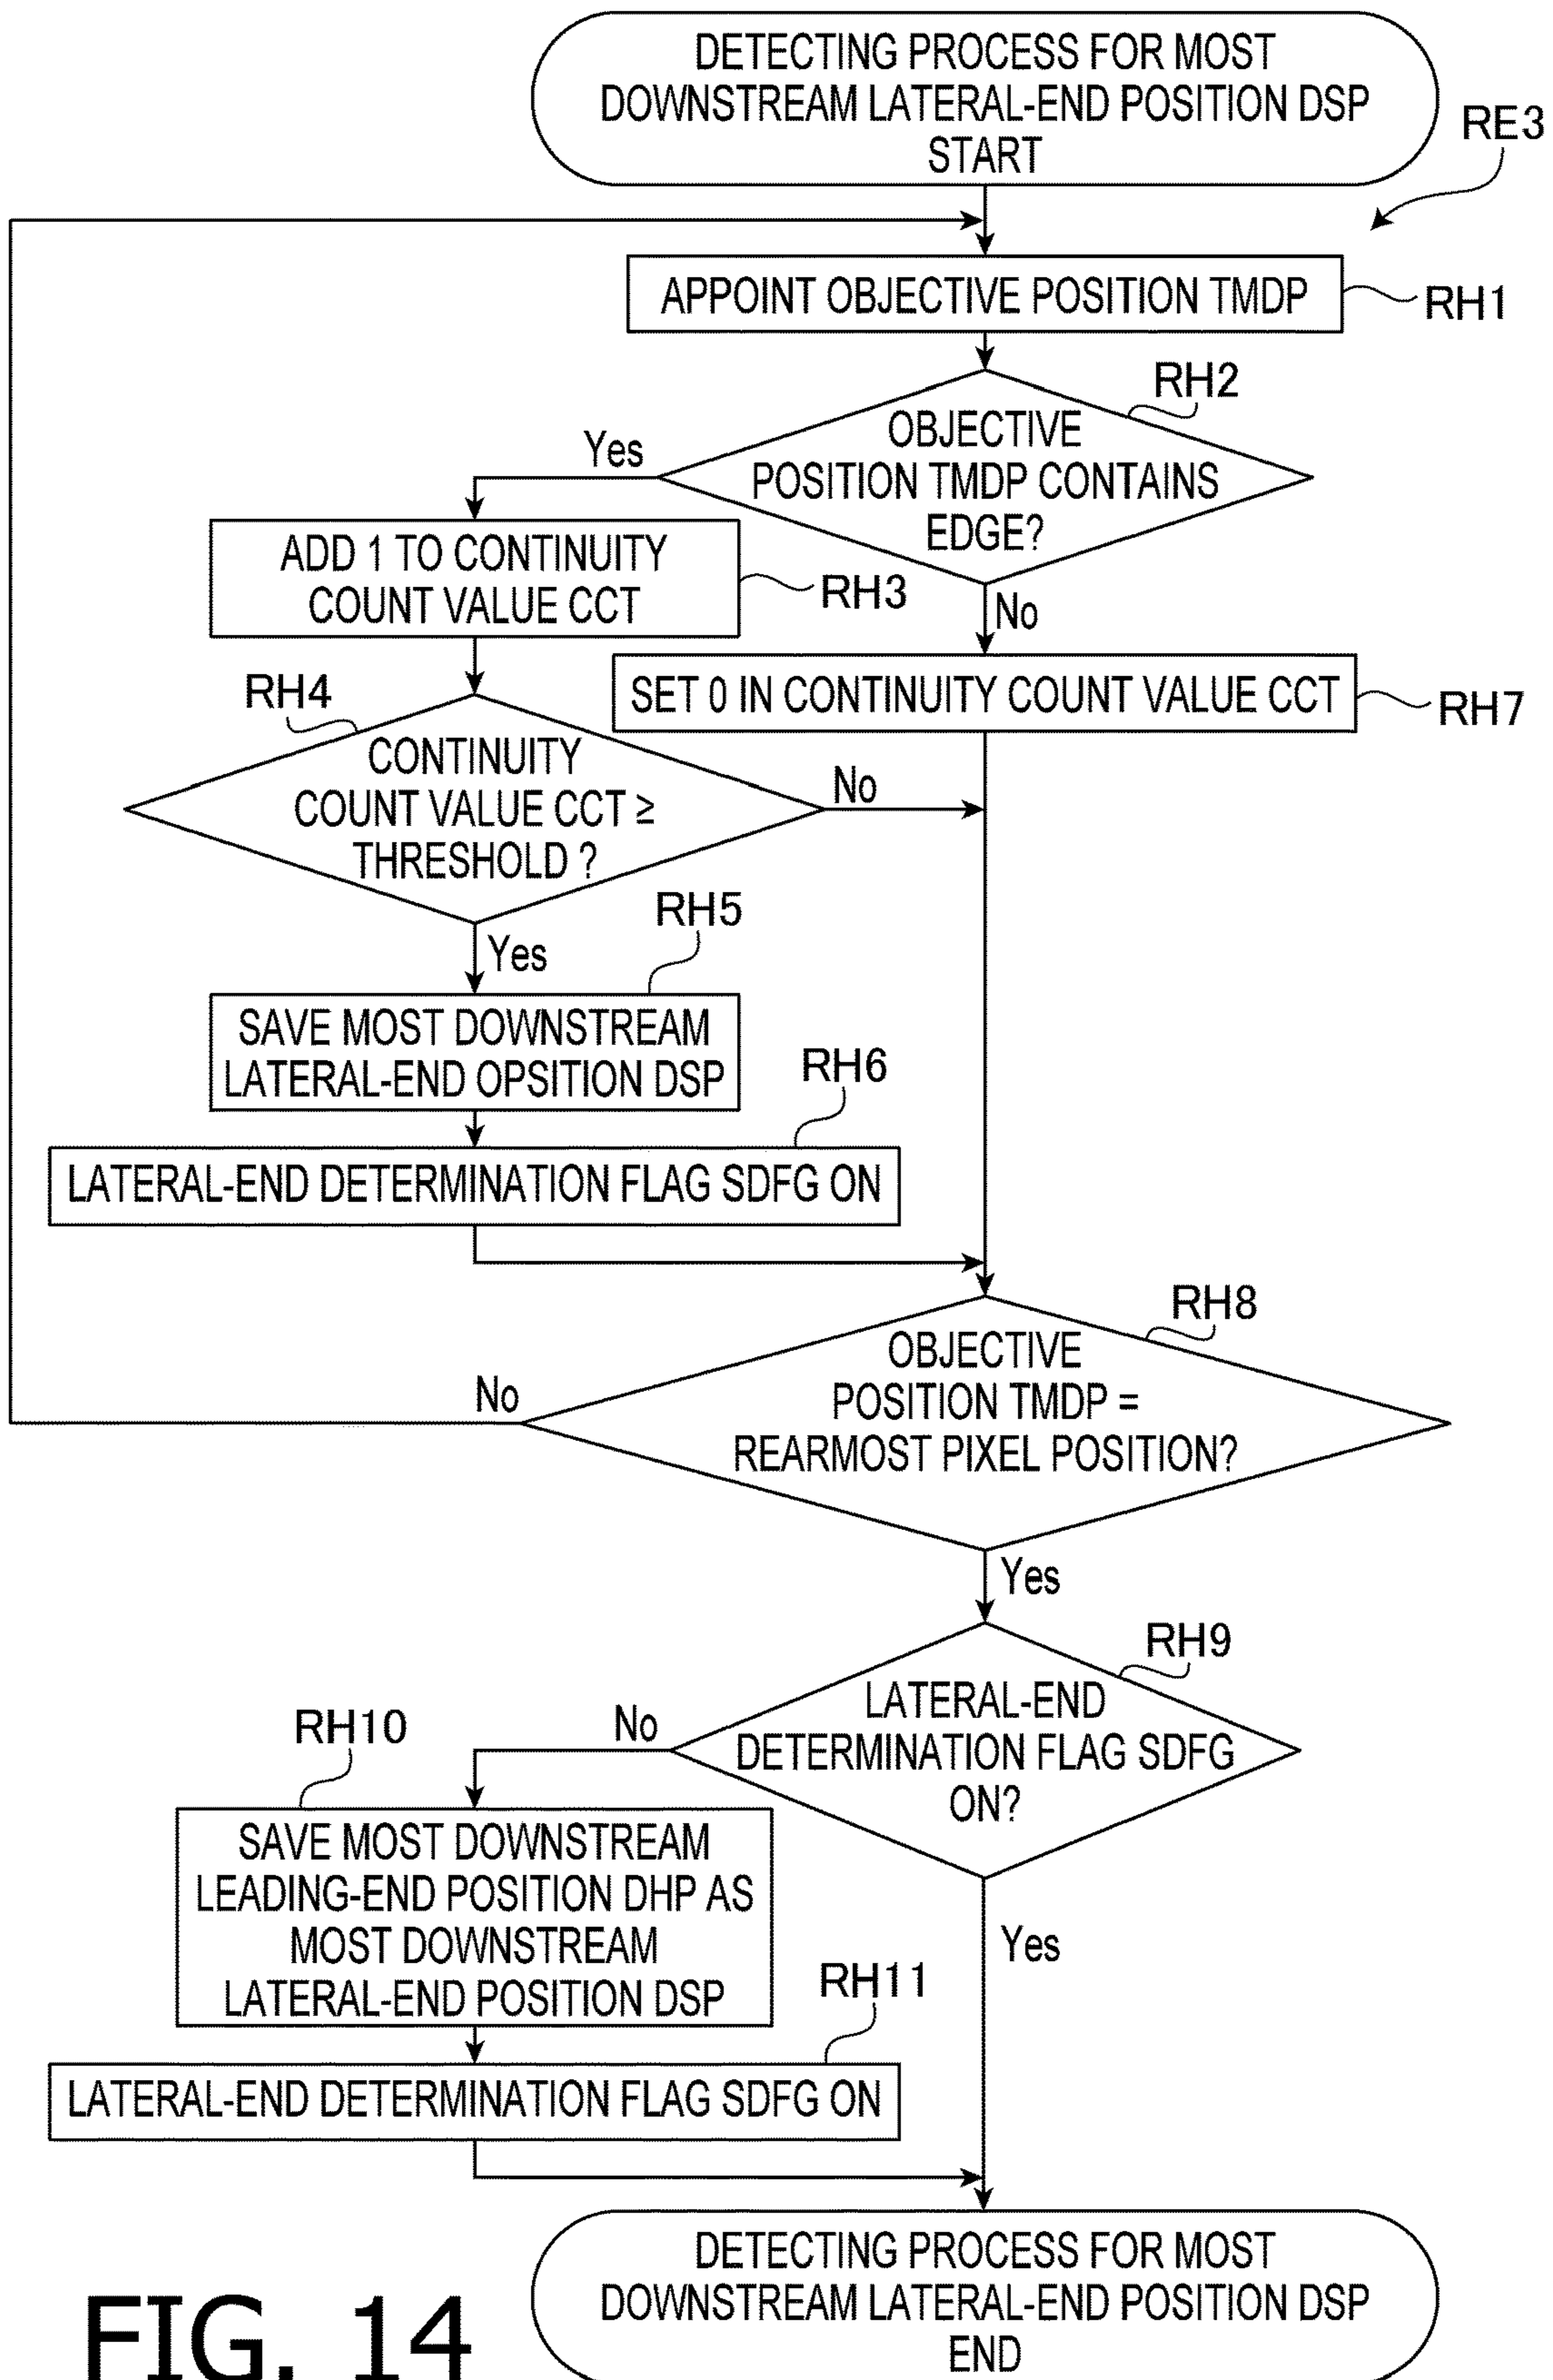 DETECTING PROCESS FOR MOST
DOWNSTREAM LATERAL-END POSITION DSP
START
RE3
APPOINT OBJECTIVE POSITION TMDP
RH1
RH2
OBJECTIVE
POSITION TMDP CONTAINS
EDGE?
Yes
No
ADD 1 TO CONTINUITY
COUNT VALUE CCT
RH3
SET 0 IN CONTINUITY COUNT VALUE CCT
RH7
RH4
CONTINUITY
COUNT VALUE CCT ≥
THRESHOLD ?
No
Yes
RH5
SAVE MOST DOWNSTREAM
LATERAL-END OPSITION DSP
RH6
LATERAL-END DETERMINATION FLAG SDFG ON
RH8
OBJECTIVE
POSITION TMDP =
REARMOST PIXEL POSITION?
No
Yes
RH9
LATERAL-END
DETERMINATION FLAG SDFG
ON?
No
Yes
RH10
SAVE MOST DOWNSTREAM
LEADING-END POSITION DHP AS
MOST DOWNSTREAM
LATERAL-END POSITION DSP
RH11
LATERAL-END DETERMINATION FLAG SDFG ON
DETECTING PROCESS FOR MOST
DOWNSTREAM LATERAL-END POSITION DSP
END
FIG. 14